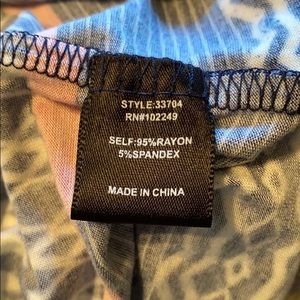 STYLE:33704
RN#102249
SELF:95%RAYON
5%SPANDEX
MADE IN CHINA